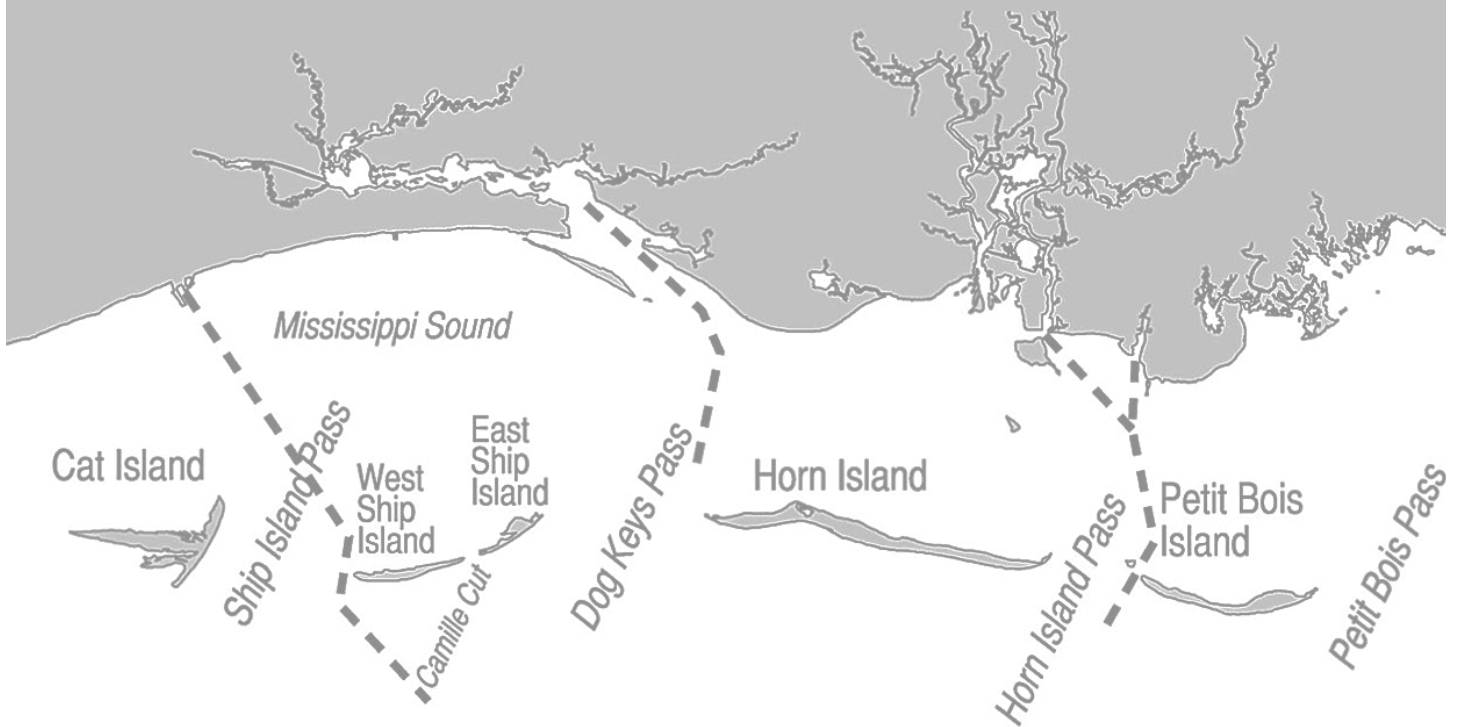 Mississippi Sound
Cat Island
Ship Island Pass
West
Ship
Island
East
Ship
Island
Camille Cut
Dog Keys Pass
Horn Island
Horn Island Pass
Petit Bois
Island
Petit Bois Pass